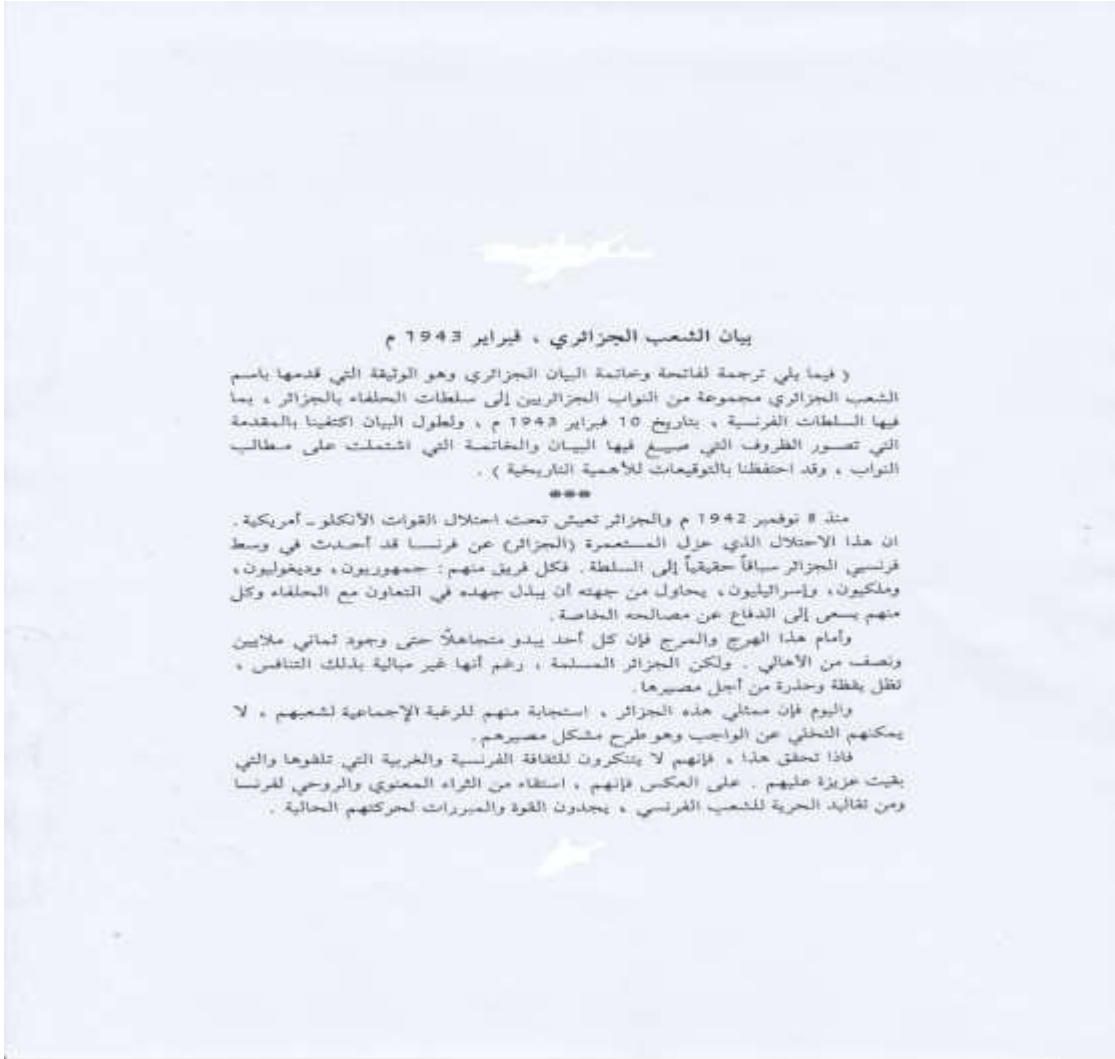 بيان الشعب الجزائري ، فبراير 1943 م
( فيما يلي ترجمة لفاتحة وخاتمة البيان الجزائري وهو الوثيقة التي قدمها باسم
الشعب الجزائري مجموعة من النواب الجزائريين إلى سلطات الحلفاء بالجزائر ، بما
فيها السلطات الفرنسية ، بتاريخ 10 فبراير 1943 م ، ولطول البيان اكتفينا بالمقدمة
التي تصور الظروف التي صيغ فيها البيان والخاتمة التي اشتملت على مطالب
النواب ، وقد احتفظنا بالتوقيعات للأهمية التاريخية ) .
***
منذ 8 نوفمبر 1942 م والجزائر تعيش تحت احتلال القوات الأنكلو ـ أمريكية .
ان هذا الاحتلال الذي عزل المستعمرة (الجزائر) عن فرنسا قد أحدث في وسط
فرنسيي الجزائر سباقاً حقيقياً إلى السلطة . فكل فريق منهم : جمهوريون ، وديغوليون ،
وملكيون ، وإسرائيليون ، يحاول من جهته أن يبذل جهده في التعاون مع الحلفاء وكل
منهم يسعى إلى الدفاع عن مصالحه الخاصة .
وأمام هذا الهرج والمرج فإن كل أحد يبدو متجاهلاً حتى وجود ثماني ملايين
ونصف من الأهالي . ولكن الجزائر المسلمة ، رغم أنها غير مبالية بذلك التنافس ،
تظل يقظة وحذرة من أجل مصيرها .
واليوم فإن ممثلي هذه الجزائر ، استجابة منهم للرغبة الإجماعية لشعبهم ، لا
يمكنهم التخلي عن الواجب وهو طرح مشكل مصيرهم .
فاذا تحقق هذا ، فإنهم لا يتنكرون للثقافة الفرنسية والغربية التي تلقوها والتي
بقيت عزيزة عليهم . على العكس فإنهم ، استقاء من الثراء المعنوي والروحي لفرنسا
ومن تقاليد الحرية للشعب الفرنسي ، يجدون القوة والمبررات لحركتهم الحالية .